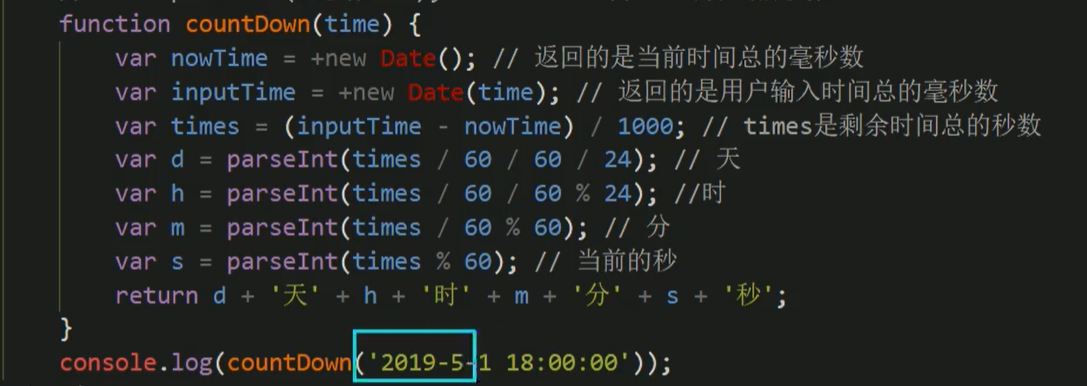 function countDown(time) {
var nowTime = +new Date(); // 返回的是当前时间总的毫秒数
var inputTime = +new Date(time); // 返回的是用户输入时间总的毫秒数
var times = (inputTime - nowTime) / 1000; // times是剩余时间总的秒数
var d = parseInt(times / 60 / 60 / 24); // 天
var h = parseInt(times / 60 / 60 % 24); //时
var m = parseInt(times / 60 % 60); // 分
var s = parseInt(times % 60); // 当前的秒
return d + '天' + h + '时' + m + '分' + s + '秒';
}
console.log(countDown('2019-5-1 18:00:00'));